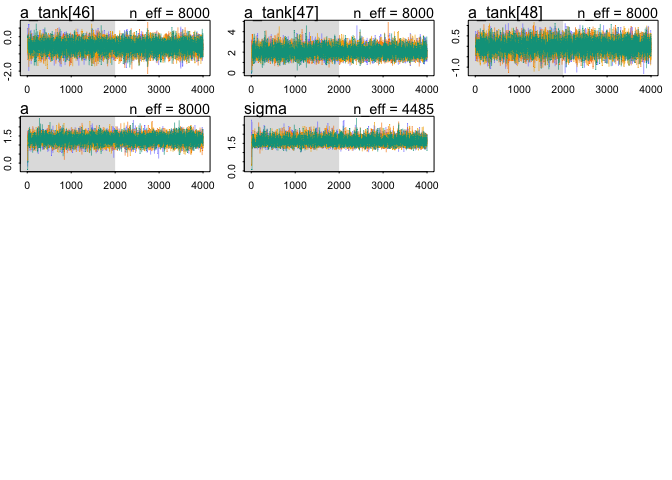 a_tank[46] n_eff = 8000
0.0
-2.0
0 1000 2000 3000 4000
a_tank[47] n_eff = 8000
4
2
0
0 1000 2000 3000 4000
a_tank[48] n_eff = 8000
0.5
-1.0
0 1000 2000 3000 4000
a n_eff = 8000
1.5
0.0
0 1000 2000 3000 4000
sigma n_eff = 4485
1.5
0.0
0 1000 2000 3000 4000